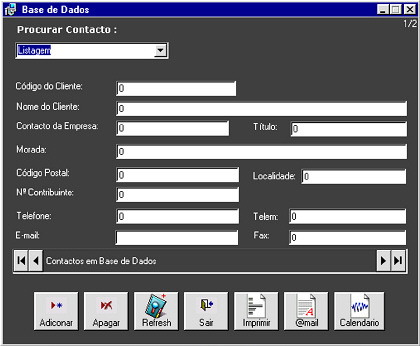 Base de Dados
1/2
Procurar Contacto :
Listagem
Código do Cliente: 0
Nome do Cliente: 0
Contacto da Empresa: 0 Título: 0
Morada: 0
Código Postal: 0 Localidade: 0
Nº Contribuinte: 0
Telefone: 0 Telem: 0
E-mail: Fax: 0
Contactos em Base de Dados
Adiconar Apagar Refresh Sair Imprimir @mail Calendario